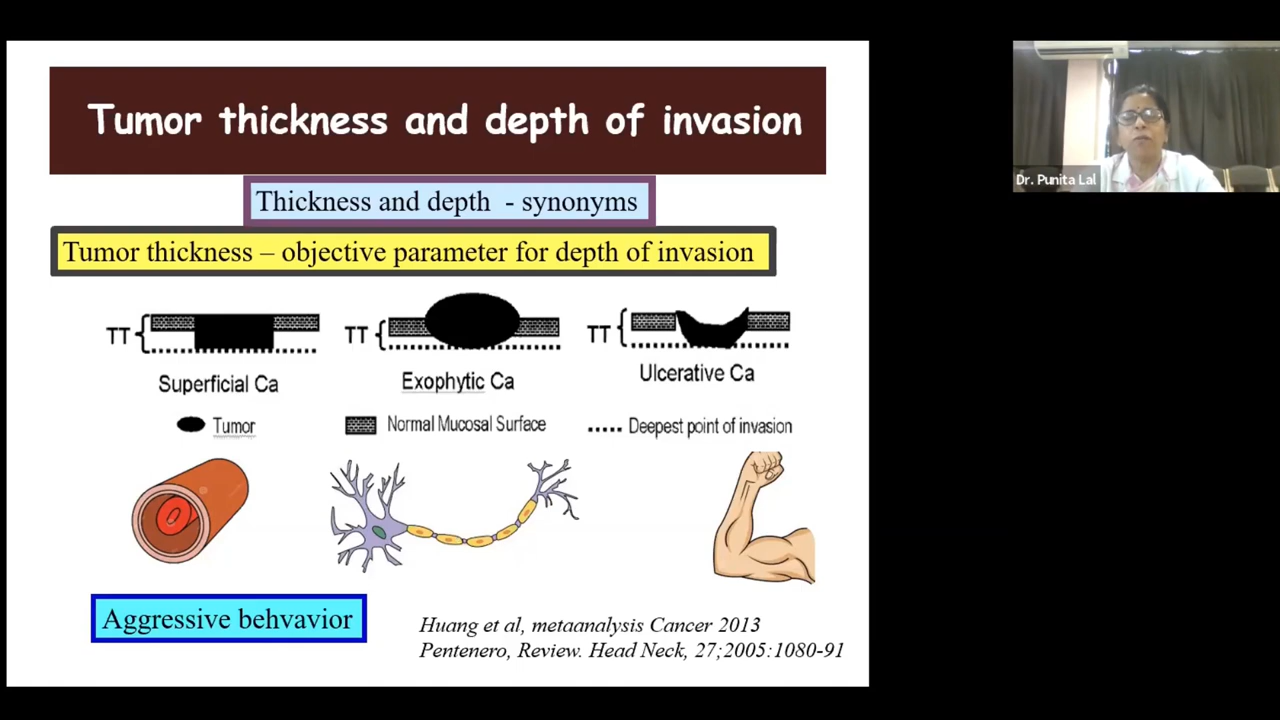 Tumor thickness and depth of invasion
Thickness and depth - synonyms
Tumor thickness – objective parameter for depth of invasion
TT
TT
TT
Superficial Ca
Exophytic Ca
Ulcerative Ca
Tumor
Normal Mucosal Surface
Deepest point of invasion
Aggressive behvavior
Huang et al, metaanalysis Cancer 2013
Pentenero, Review. Head Neck, 27;2005:1080-91
Dr. Punita Lal